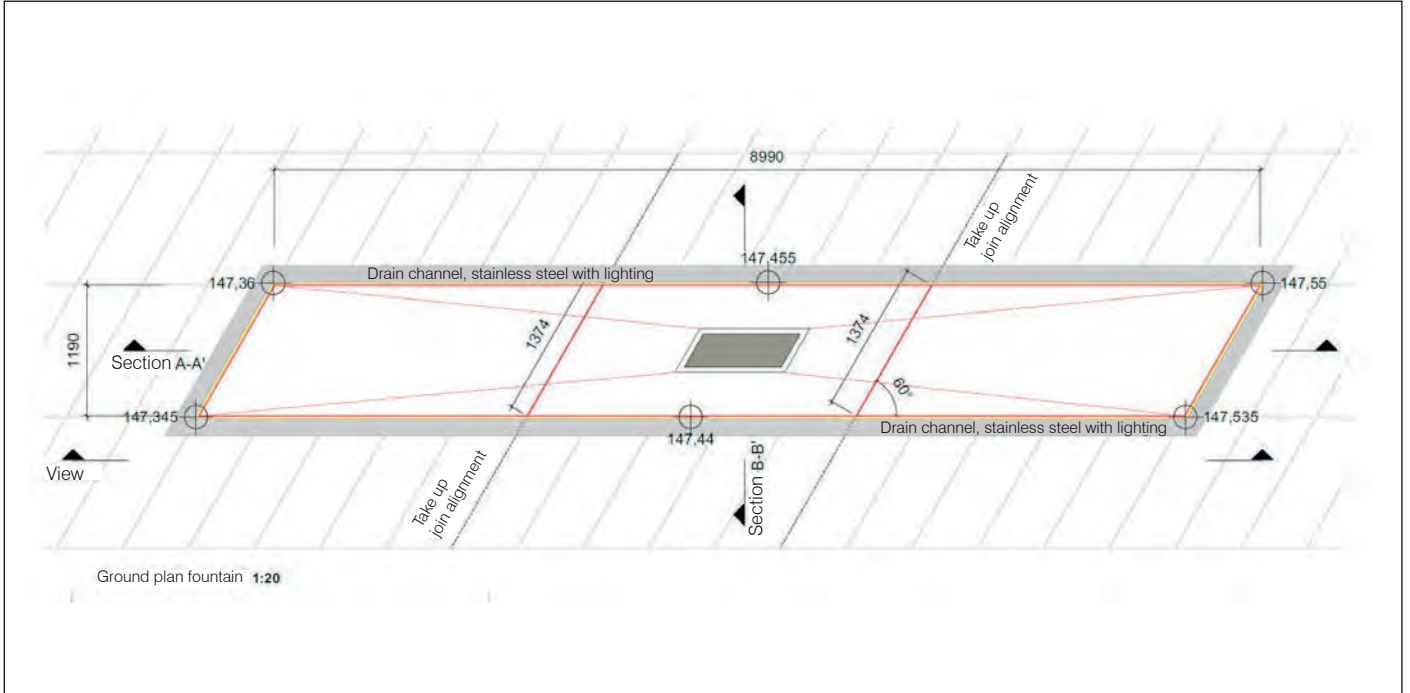 8990
Take up
join alignment
147,455
Drain channel, stainless steel with lighting
147,36
147,55
1190
1374
1374
Section A-A'
60°
147,345
147,535
Drain channel, stainless steel with lighting
147,44
View
Take up
join alignment
Section B-B'
Ground plan fountain 1:20